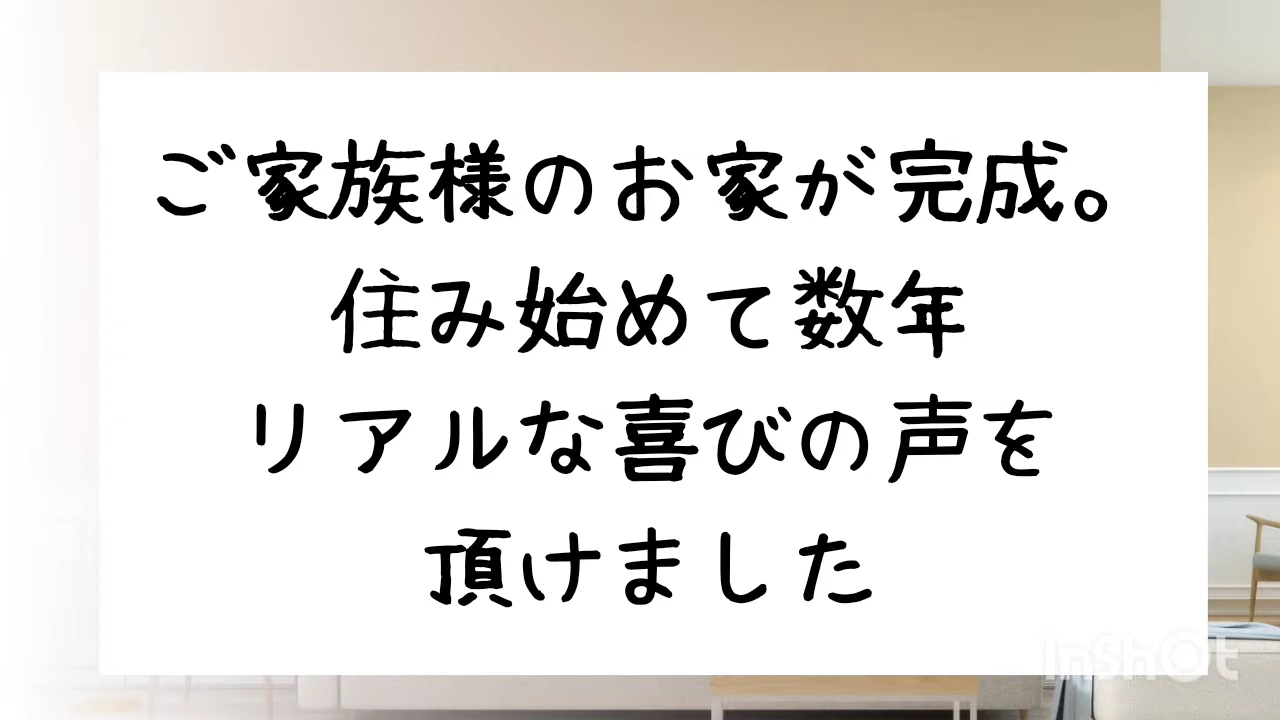 ご家族様のお家が完成。
住み始めて数年
リアルな喜びの声を
頂けました
InShOt